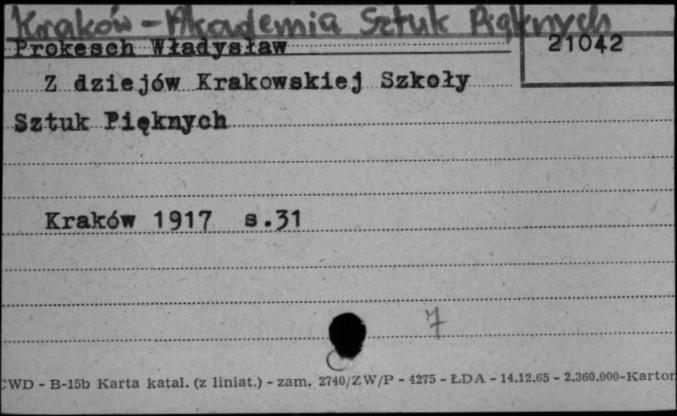 Kraków - Akademia Sztuk Pięknych
Prokesch Władysław
21042
Z dziejów Krakowskiej Szkoły
Sztuk Pięknych
Kraków 1917 s.31
7
CWD - B-15b Karta katal. (z liniat.) - zam. 2740/ZW/P - 4275 - ŁDA - 14.12.65 - 2.360.000-Karton